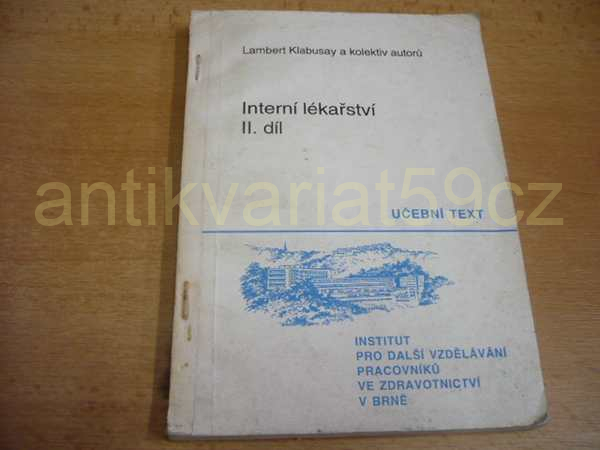 Lambert Klabusay a kolektiv autorů
Interní lékařství
II. díl
antikvariat59cz
UČEBNÍ TEXT
INSTITUT
PRO DALŠÍ VZDĚLÁVÁNÍ
PRACOVNÍKŮ
VE ZDRAVOTNICTVÍ
V BRNĚ